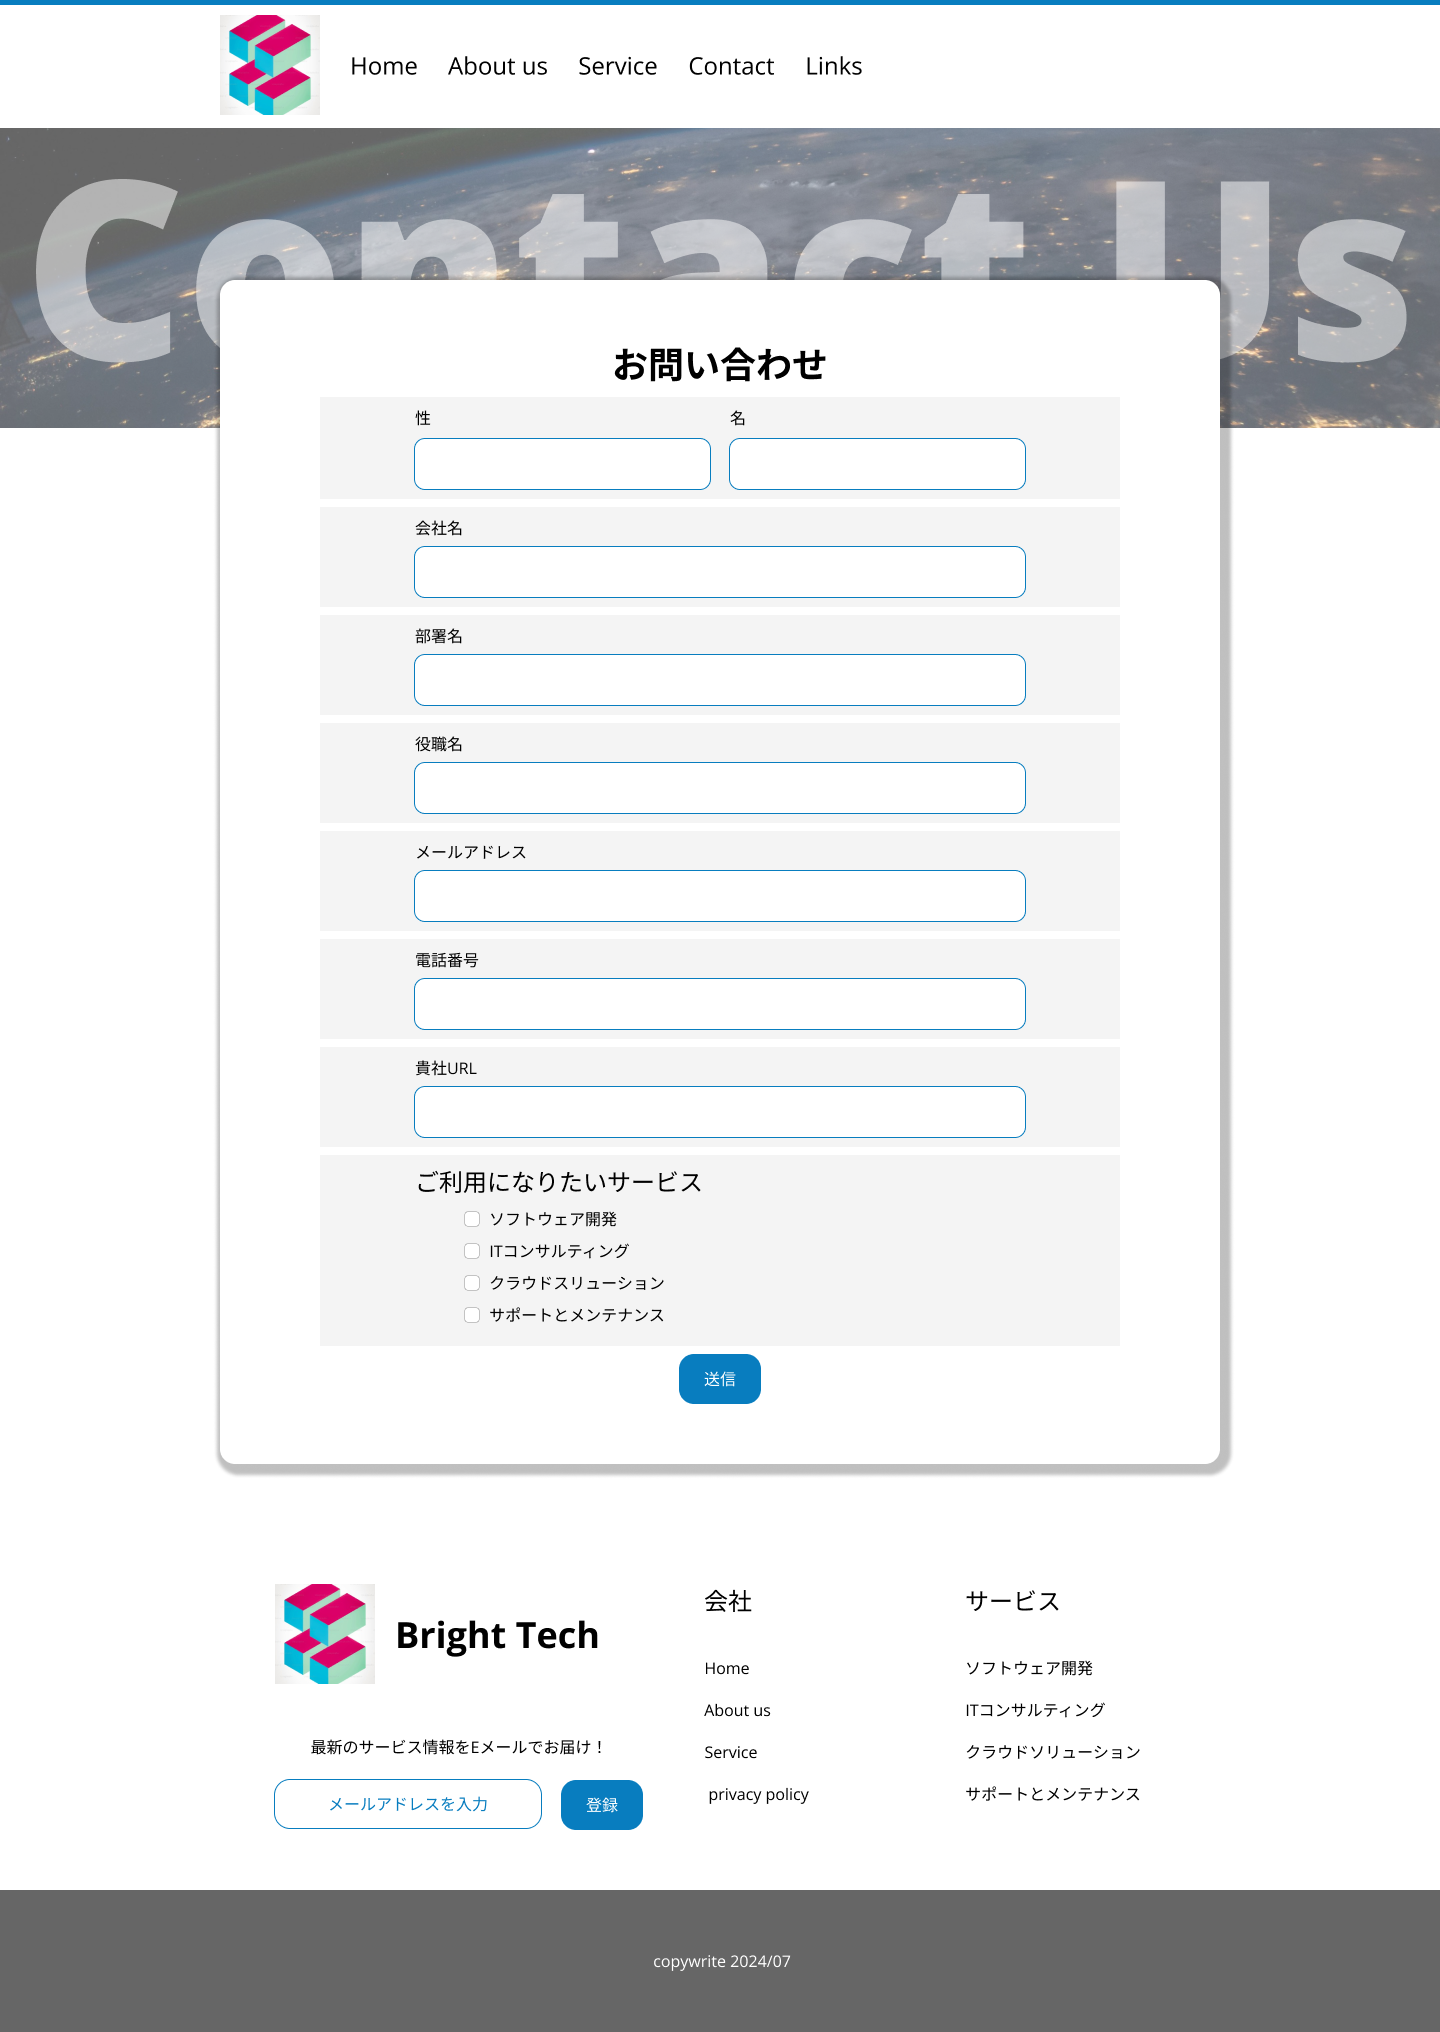 Home About us Service Contact Links
Contact Us
お問い合わせ
性 名
会社名
部署名
役職名
メールアドレス
電話番号
貴社URL
ご利用になりたいサービス
ソフトウェア開発
ITコンサルティング
クラウドスリューション
サポートとメンテナンス
送信
Bright Tech
最新のサービス情報をEメールでお届け！
メールアドレスを入力 登録
会社
Home
About us
Service
privacy policy
サービス
ソフトウェア開発
ITコンサルティング
クラウドソリューション
サポートとメンテナンス
copywrite 2024/07